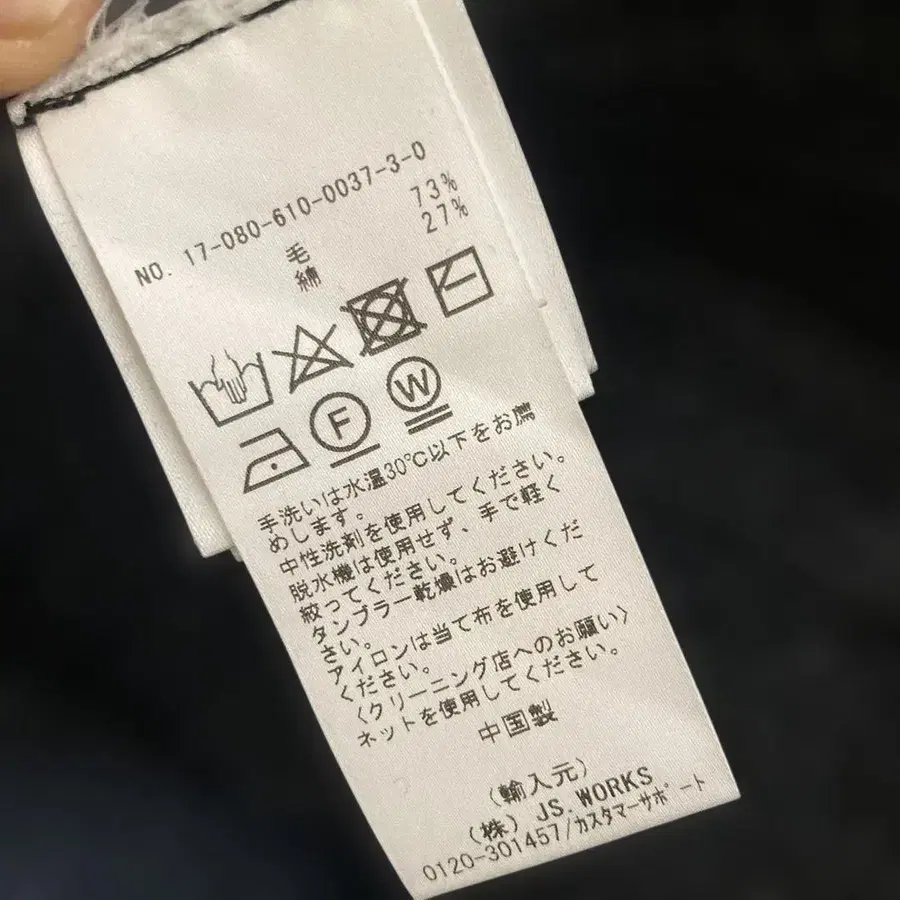 NO. 17-080-610-0037-3-0
毛 73%
綿 27%
F W
手洗いは水温30℃以下をお薦
めします。
中性洗剤を使用してください。
脱水機は使用せず、手で軽く
絞ってください。
タンブラー乾燥はお避けくだ
さい。
アイロンは当て布を使用して
ください。
〈クリーニング店へのお願い〉
ネットを使用してください。
中国製
(輸入元)
(株) JS.WORKS
0120-301457/カスタマーサポート